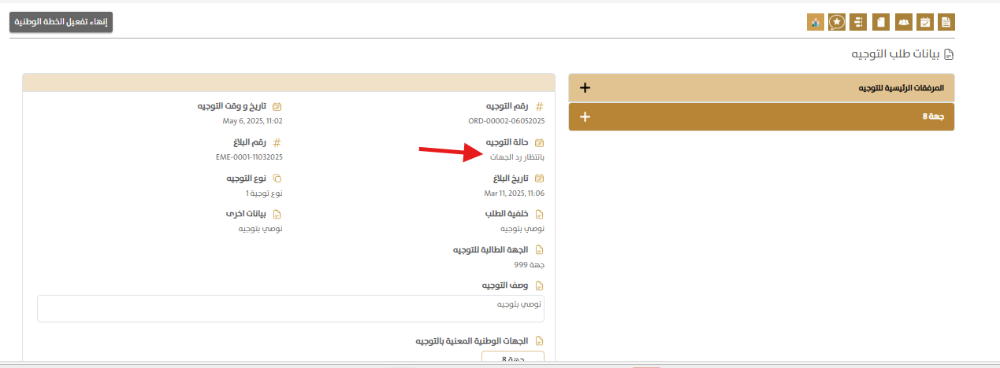 إنهاء تفعيل الخطة الوطنية
بيانات طلب التوجيه
المرفقات الرئيسية للتوجيه
جهة 8
رقم التوجيه
ORD-00002-06052025
تاريخ و وقت التوجيه
May 6, 2025, 11:02
حالة التوجيه
بانتظار رد الجهات
رقم البلاغ
EME-0001-11032025
تاريخ البلاغ
Mar 11, 2025, 11:06
نوع التوجيه
نوع توجية 1
خلفية الطلب
نوصي بتوجيه
بيانات اخرى
نوصي بتوجيه
الجهة الطالبة للتوجيه
جهة 999
وصف التوجيه
نوصي بتوجيه
الجهات الوطنية المعنية بالتوجيه
جهة 8